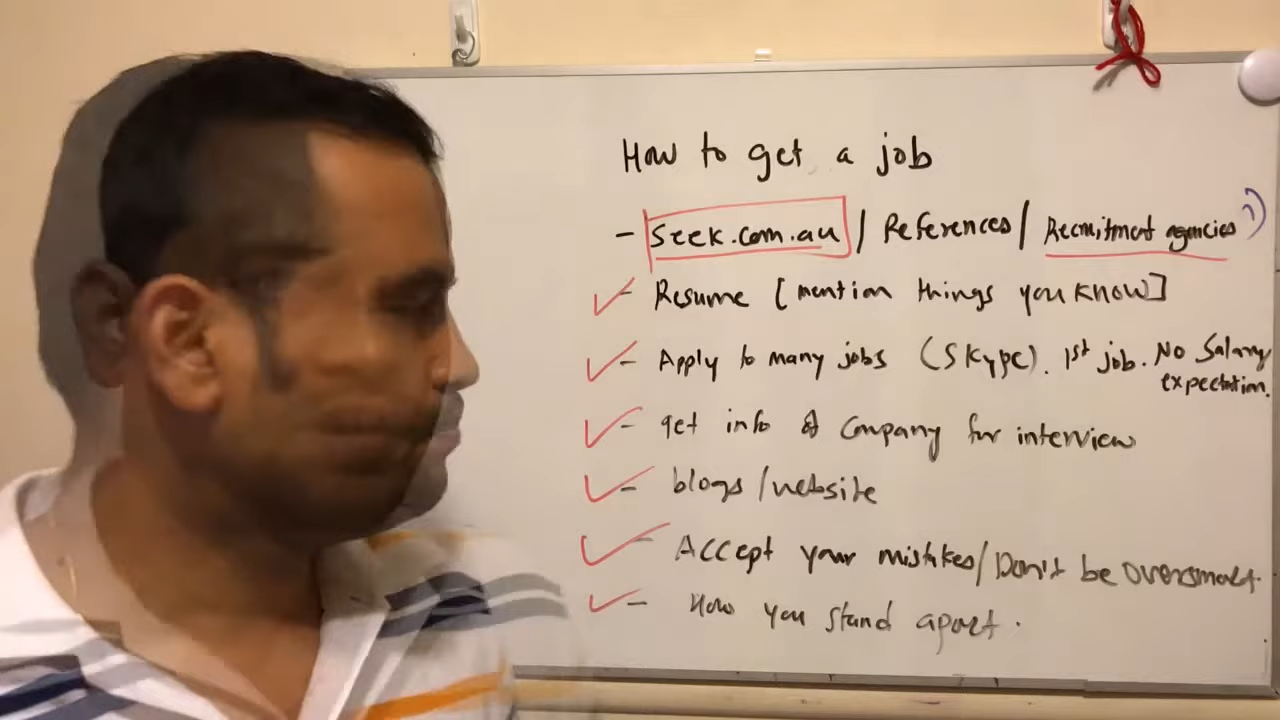 How to get a job
- Seek.com.au / References / Recruitment agencies ?)
- Resume [mention things you know]
- Apply to many jobs (Skype). 1st job. No Salary
expectation.
- get info of Company for interview
- blogs / website
- Accept your mistakes / Don't be oversmart.
- How you stand apart.